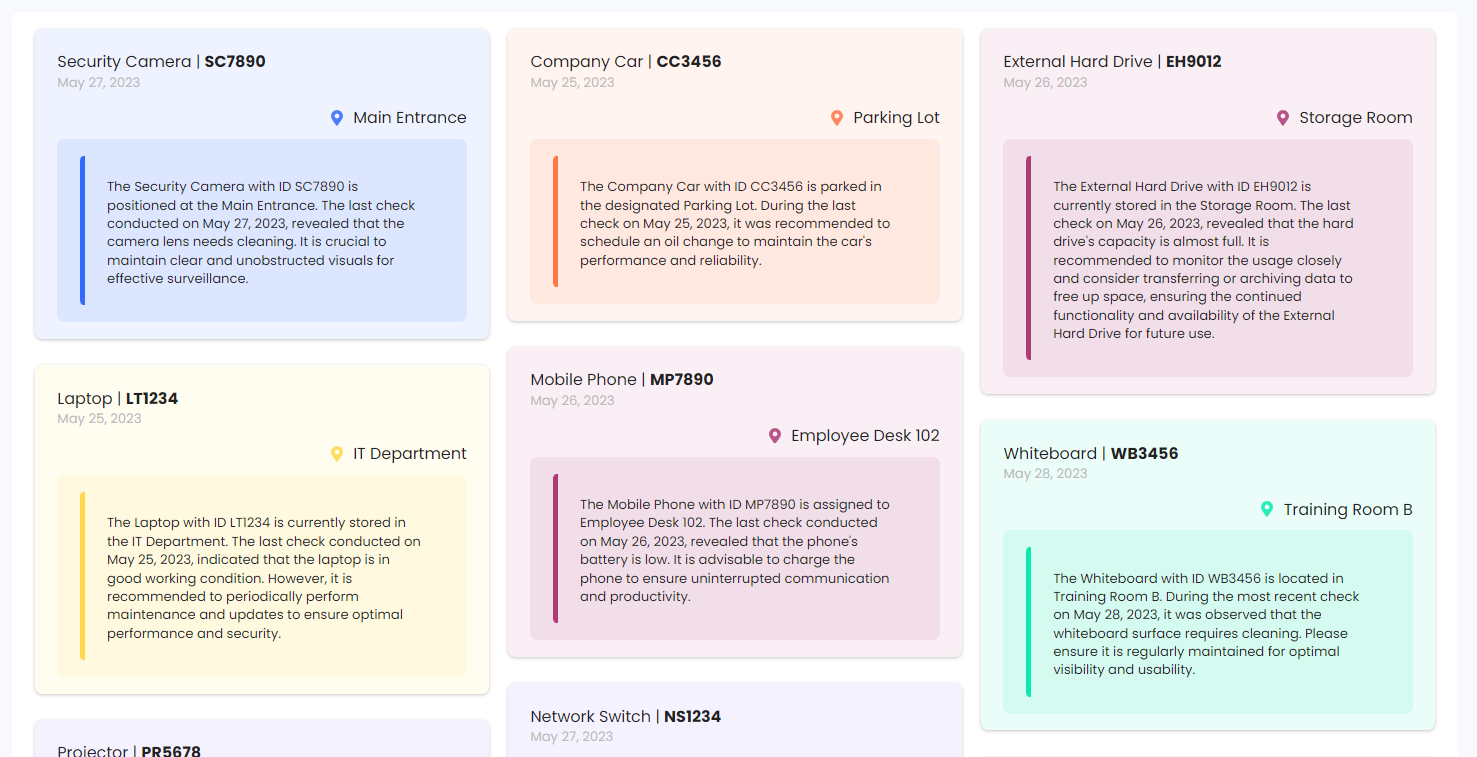 Security Camera | SC7890
May 27, 2023
Main Entrance
The Security Camera with ID SC7890 is
positioned at the Main Entrance. The last check
conducted on May 27, 2023, revealed that the
camera lens needs cleaning. It is crucial to
maintain clear and unobstructed visuals for
effective surveillance.
Laptop | LT1234
May 25, 2023
IT Department
The Laptop with ID LT1234 is currently stored in
the IT Department. The last check conducted on
May 25, 2023, indicated that the laptop is in
good working condition. However, it is
recommended to periodically perform
maintenance and updates to ensure optimal
performance and security.
Projector | PR5678
Company Car | CC3456
May 25, 2023
Parking Lot
The Company Car with ID CC3456 is parked in
the designated Parking Lot. During the last
check on May 25, 2023, it was recommended to
schedule an oil change to maintain the car's
performance and reliability.
Mobile Phone | MP7890
May 26, 2023
Employee Desk 102
The Mobile Phone with ID MP7890 is assigned to
Employee Desk 102. The last check conducted
on May 26, 2023, revealed that the phone's
battery is low. It is advisable to charge the
phone to ensure uninterrupted communication
and productivity.
Network Switch | NS1234
May 27, 2023
External Hard Drive | EH9012
May 26, 2023
Storage Room
The External Hard Drive with ID EH9012 is
currently stored in the Storage Room. The last
check on May 26, 2023, revealed that the hard
drive's capacity is almost full. It is
recommended to monitor the usage closely
and consider transferring or archiving data to
free up space, ensuring the continued
functionality and availability of the External
Hard Drive for future use.
Whiteboard | WB3456
May 28, 2023
Training Room B
The Whiteboard with ID WB3456 is located in
Training Room B. During the most recent check
on May 28, 2023, it was observed that the
whiteboard surface requires cleaning. Please
ensure it is regularly maintained for optimal
visibility and usability.